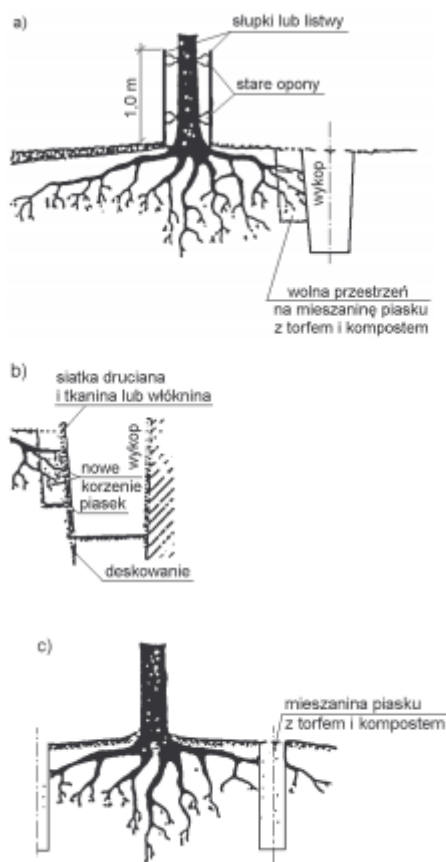 a)
słupki lub listwy
1,0 m
stare opony
wykop
wolna przestrzeń
na mieszaninę piasku
z torfem i kompostem
b)
siatka druciana
i tkanina lub włóknina
wykop
nowe
korzenie
piasek
deskowanie
c)
mieszanina piasku
z torfem i kompostem